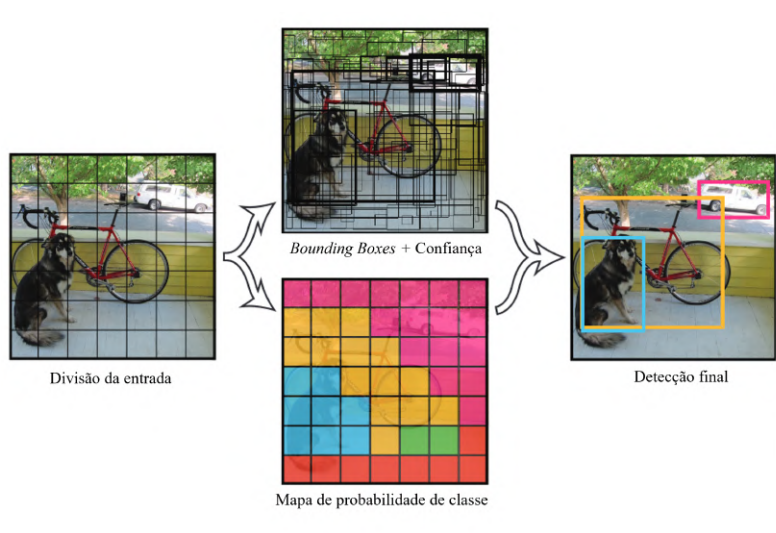 Bounding Boxes + Confiança
Divisão da entrada
Detecção final
Mapa de probabilidade de classe